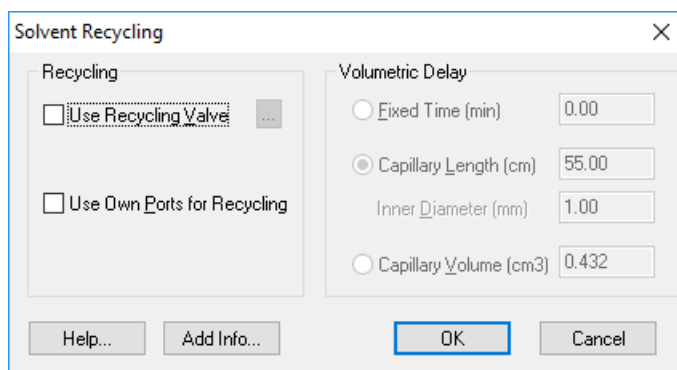 Solvent Recycling
Recycling
Use Recycling Valve
...
Use Own Ports for Recycling
Volumetric Delay
Fixed Time (min)
0.00
Capillary Length (cm)
55.00
Inner Diameter (mm)
1.00
Capillary Volume (cm3)
0.432
Help...
Add Info...
OK
Cancel